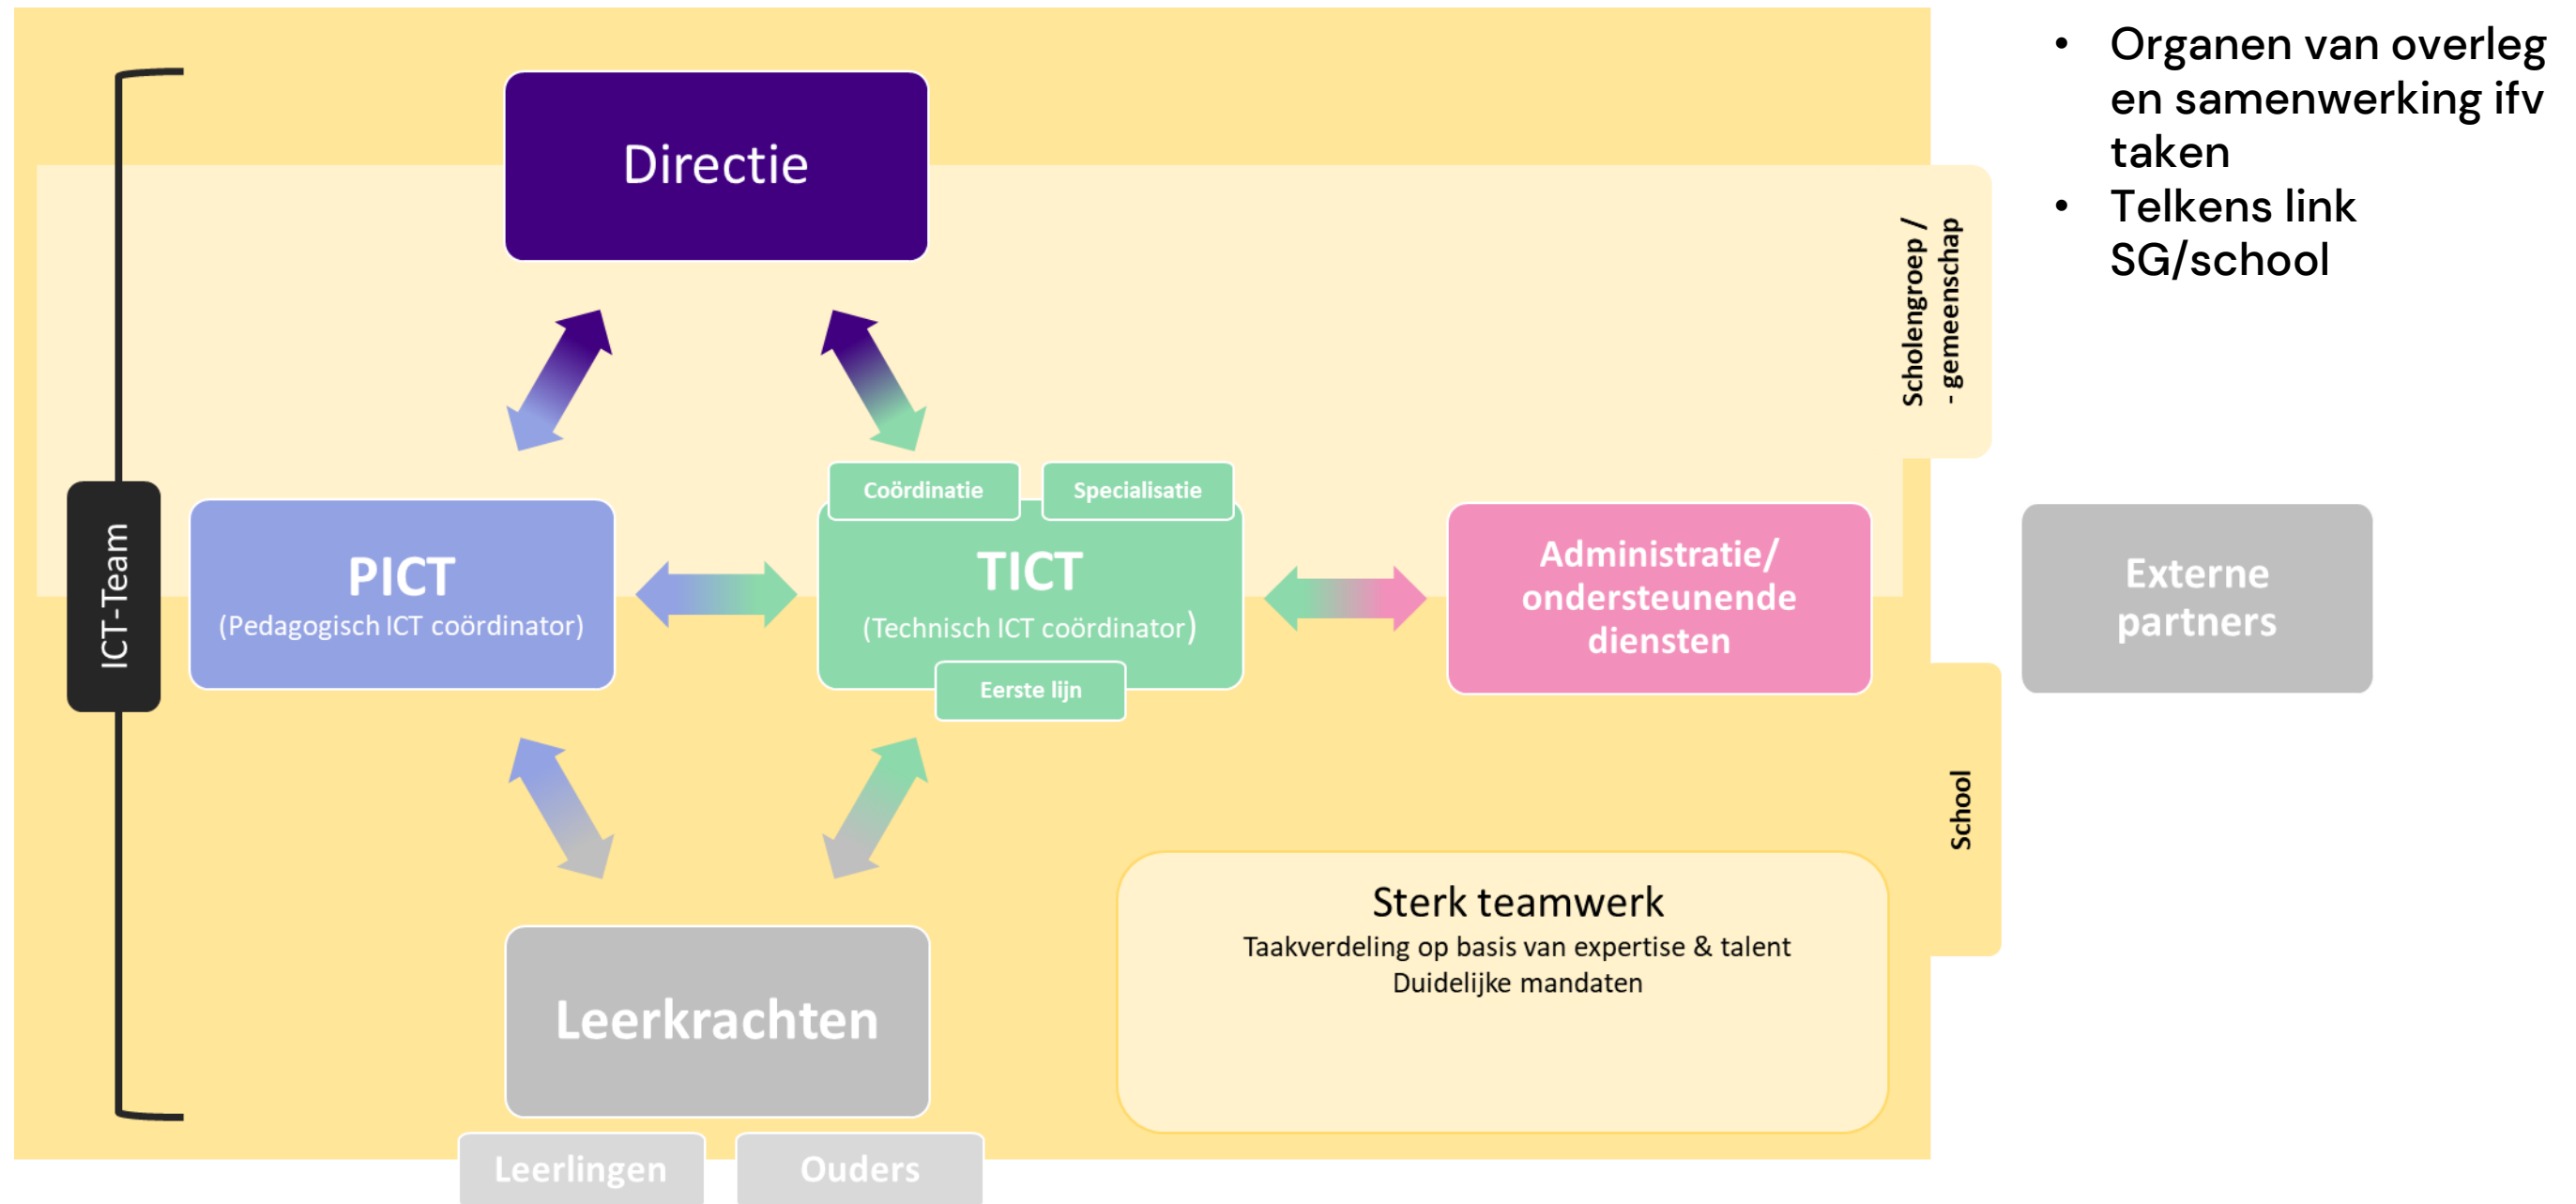 Organen van overleg
en samenwerking ifv
taken
Telkens link
SG/school
Directie
Scholengroep /
- gemeenschap
ICT-Team
Coördinatie
Specialisatie
PICT
(Pedagogisch ICT coördinator)
TICT
(Technisch ICT coördinator)
Eerste lijn
Administratie/
ondersteunende
diensten
Externe
partners
School
Sterk teamwerk
Taakverdeling op basis van expertise & talent
Duidelijke mandaten
Leerkrachten
Leerlingen
Ouders